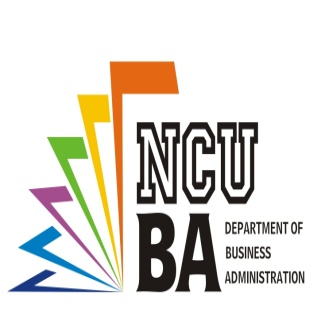 NCU
BA
DEPARTMENT OF
BUSINESS
ADMINISTRATION